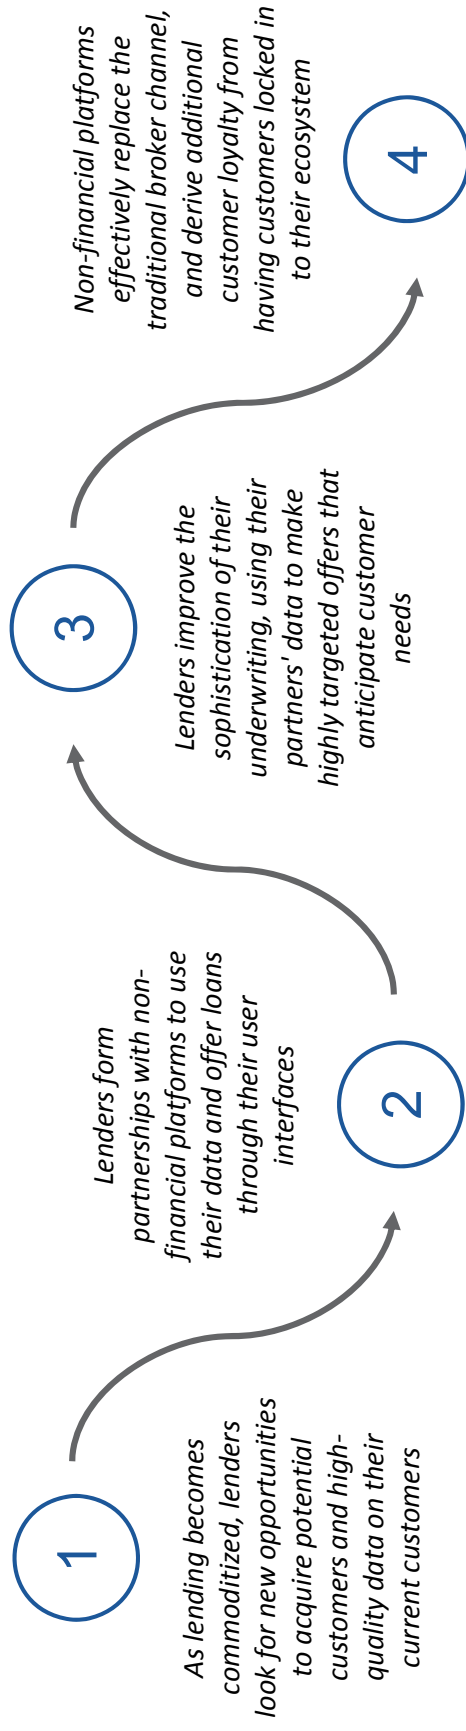 1
As lending becomes
commoditized, lenders
look for new opportunities
to acquire potential
customers and high-
quality data on their
current customers
Lenders form
partnerships with non-
financial platforms to use
their data and offer loans
through their user
interfaces
2
3
Lenders improve the
sophistication of their
underwriting, using their
partners' data to make
highly targeted offers that
anticipate customer
needs
Non-financial platforms
effectively replace the
traditional broker channel,
and derive additional
customer loyalty from
having customers locked in
to their ecosystem
4